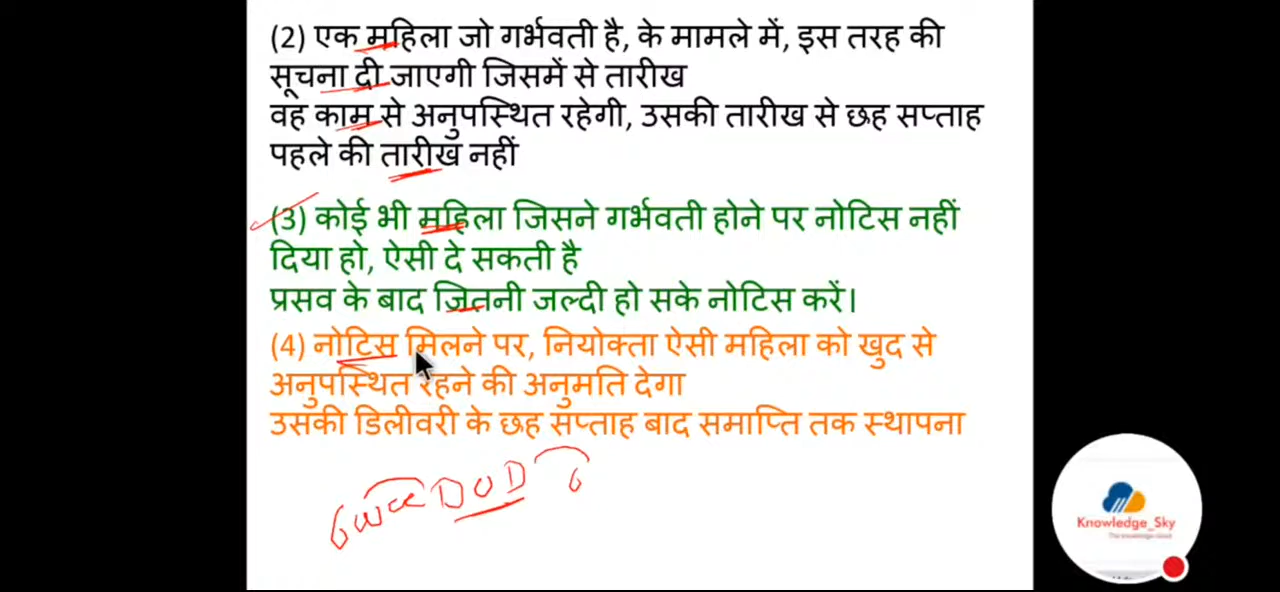 (2) एक महिला जो गर्भवती है, के मामले में, इस तरह की
सूचना दी जाएगी जिसमें से तारीख
वह काम से अनुपस्थित रहेगी, उसकी तारीख से छह सप्ताह
पहले की तारीख नहीं
(3) कोई भी महिला जिसने गर्भवती होने पर नोटिस नहीं
दिया हो, ऐसी दे सकती है
प्रसव के बाद जितनी जल्दी हो सके नोटिस करें।
(4) नोटिस मिलने पर, नियोक्ता ऐसी महिला को खुद से
अनुपस्थित रहने की अनुमति देगा
उसकी डिलीवरी के छह सप्ताह बाद समाप्ति तक स्थापना
DOD 6
Knowledge_Sky